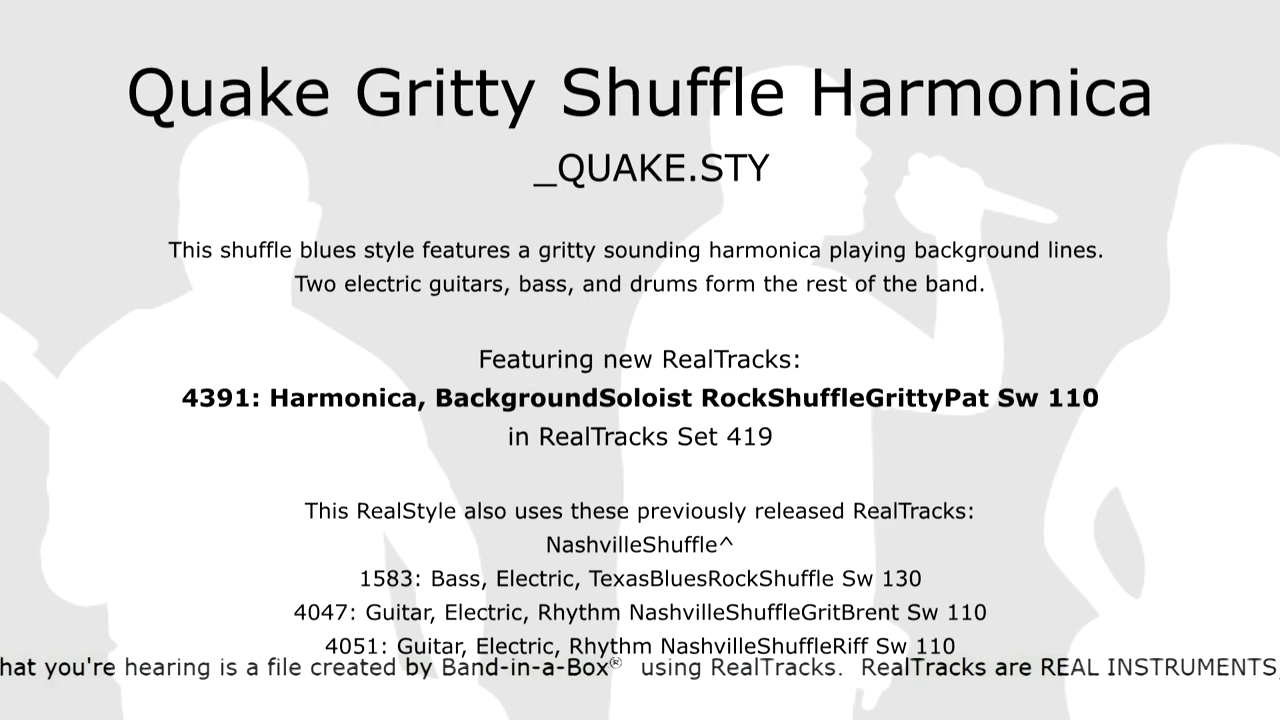 Quake Gritty Shuffle Harmonica
_QUAKE.STY
This shuffle blues style features a gritty sounding harmonica playing background lines.
Two electric guitars, bass, and drums form the rest of the band.
Featuring new RealTracks:
4391: Harmonica, BackgroundSoloist RockShuffleGrittyPat Sw 110
in RealTracks Set 419
This RealStyle also uses these previously released RealTracks:
NashvilleShuffle^
1583: Bass, Electric, TexasBluesRockShuffle Sw 130
4047: Guitar, Electric, Rhythm NashvilleShuffleGritBrent Sw 110
4051: Guitar, Electric, Rhythm NashvilleShuffleRiff Sw 110
hat you're hearing is a file created by Band-in-a-Box® using RealTracks. RealTracks are REAL INSTRUMENTS,